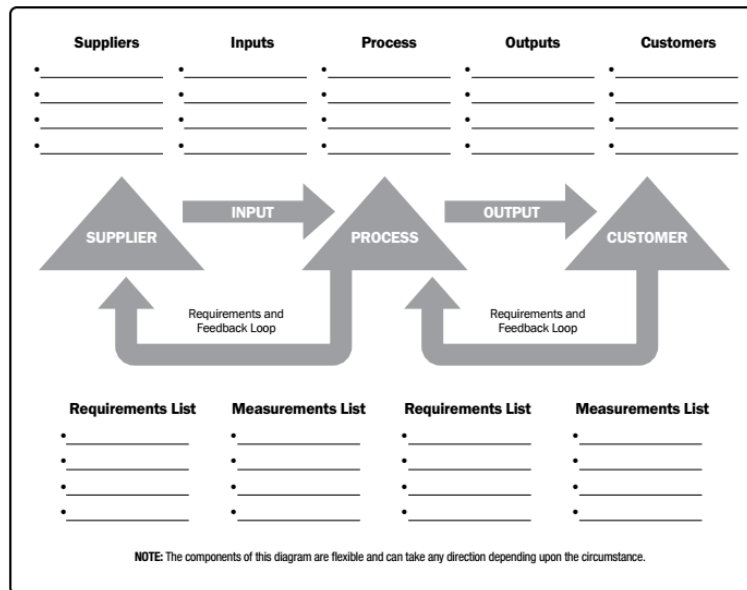 Suppliers Inputs Process Outputs Customers
SUPPLIER INPUT PROCESS OUTPUT CUSTOMER
Requirements and
Feedback Loop
Requirements and
Feedback Loop
Requirements List Measurements List Requirements List Measurements List
NOTE: The components of this diagram are flexible and can take any direction depending upon the circumstance.